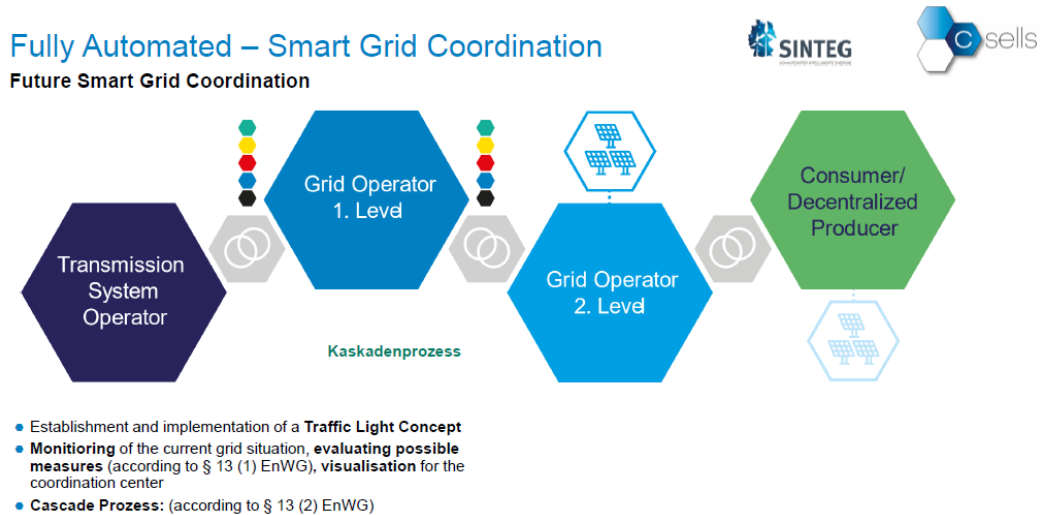 Fully Automated – Smart Grid Coordination
Future Smart Grid Coordination
SINTEG
C sells
Grid Operator
1. Level
Consumer/
Decentralized
Producer
Transmission
System
Operator
Grid Operator
2. Level
Kaskadenprozess
Establishment and implementation of a Traffic Light Concept
Monitiroring of the current grid situation, evaluating possible
measures (according to § 13 (1) EnWG), visualisation for the
coordination center
Cascade Prozess: (according to § 13 (2) EnWG)